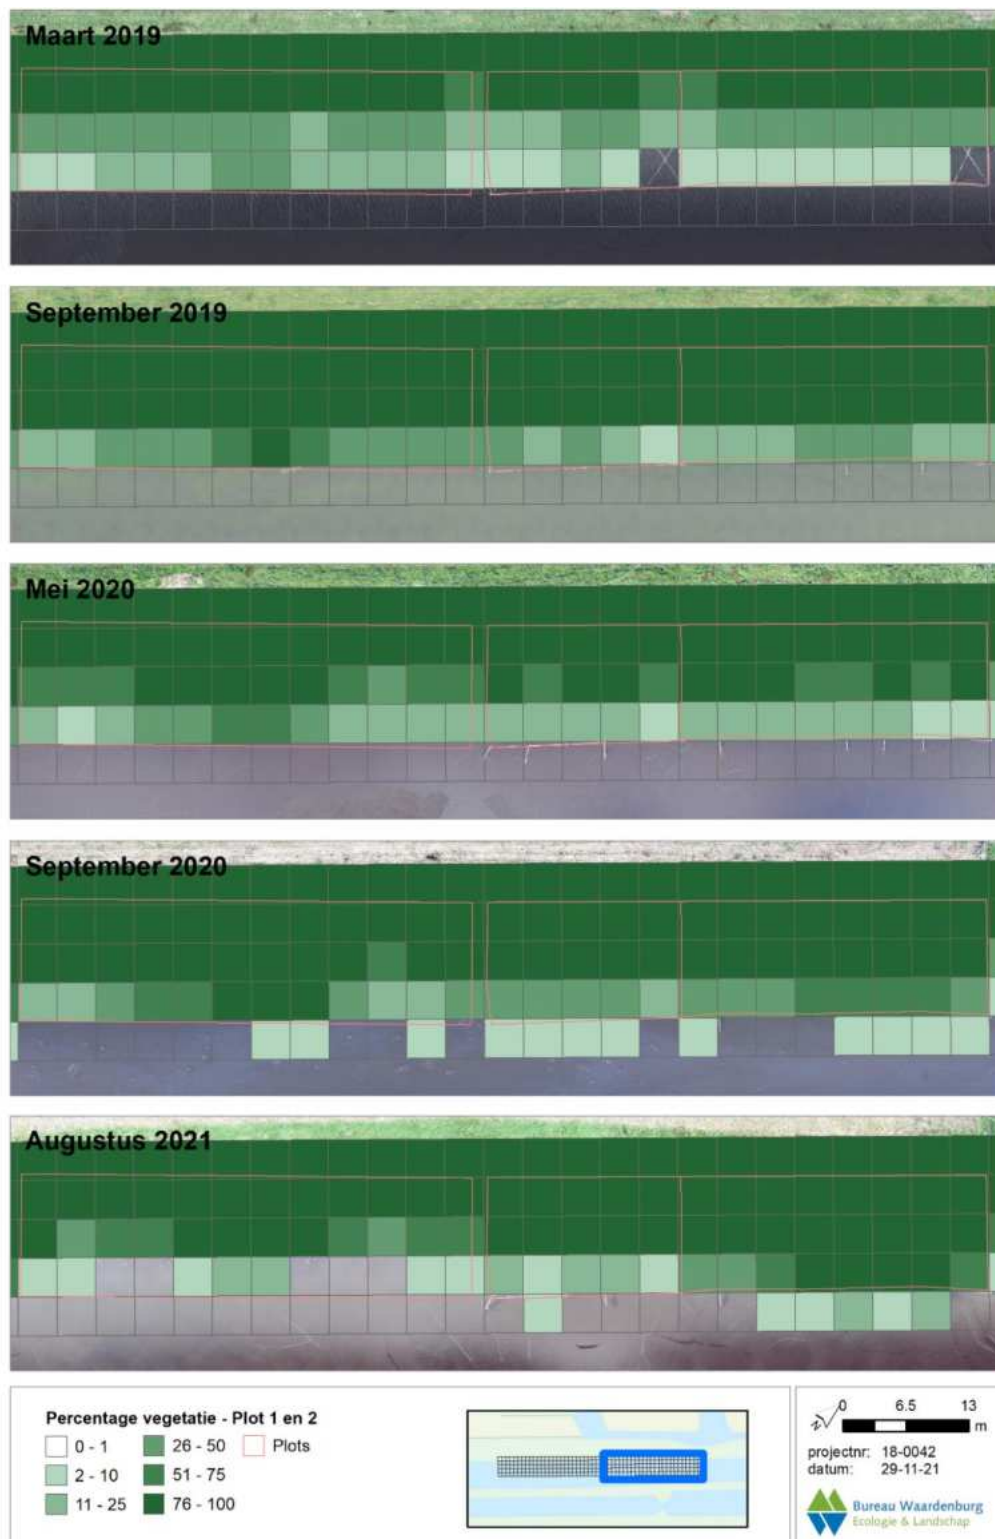 Maart 2019
September 2019
Mei 2020
September 2020
Augustus 2021
Percentage vegetatie - Plot 1 en 2
0 - 1
2 - 10
11 - 25
26 - 50
51 - 75
76 - 100
Plots
N
0 6.5 13
m
projectnr: 18-0042
datum: 29-11-21
Bureau Waardenburg
Ecologie & Landschap